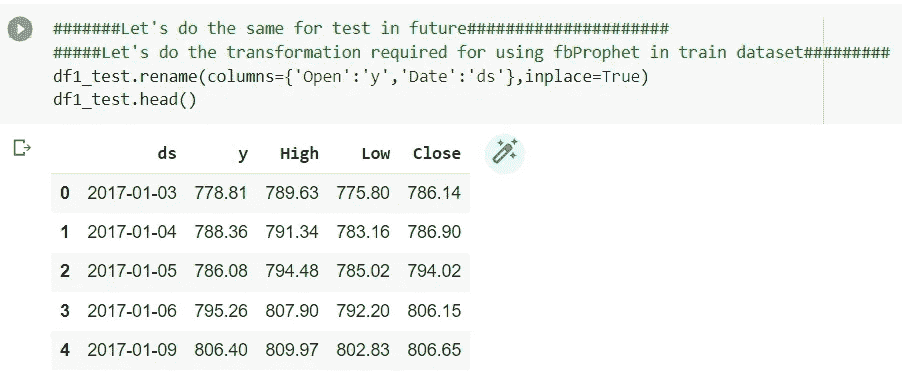 #######Let's do the same for test in future#####################
#####Let's do the transformation required for using fbProphet in train dataset#########
df1_test.rename(columns={'Open':'y','Date':'ds'},inplace=True)
df1_test.head()
ds y High Low Close
0 2017-01-03 778.81 789.63 775.80 786.14
1 2017-01-04 788.36 791.34 783.16 786.90
2 2017-01-05 786.08 794.48 785.02 794.02
3 2017-01-06 795.26 807.90 792.20 806.15
4 2017-01-09 806.40 809.97 802.83 806.65